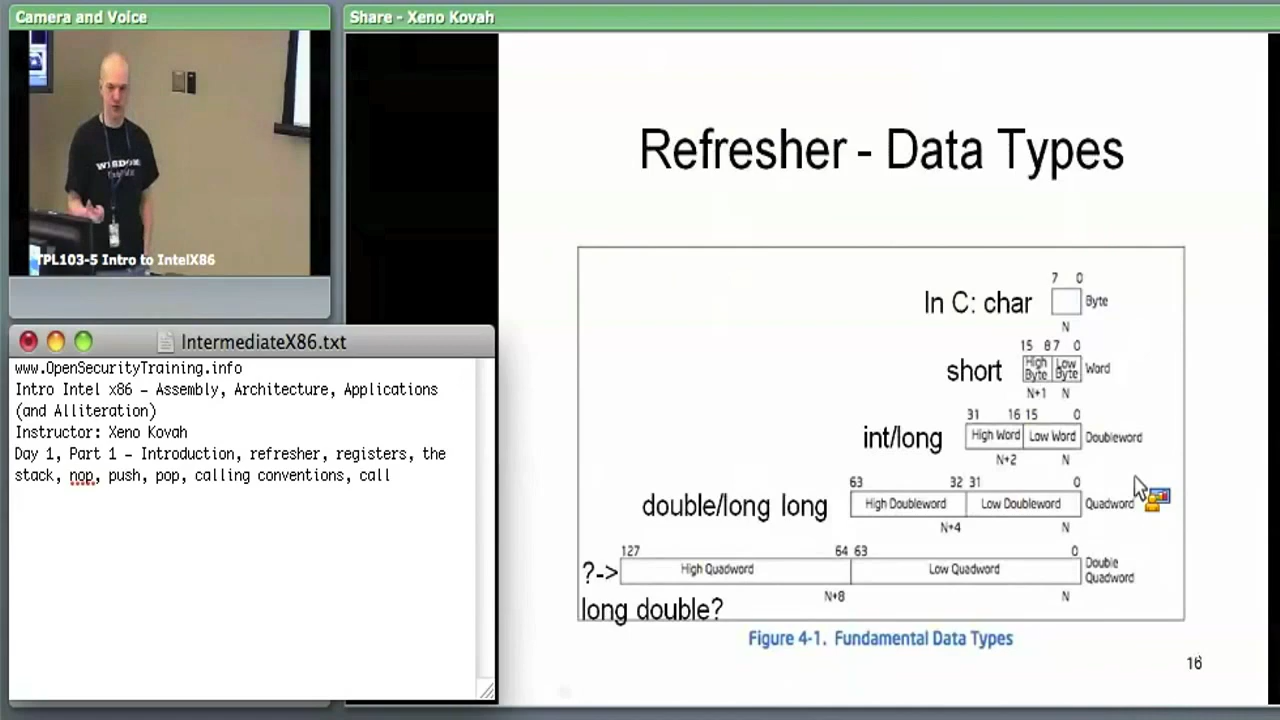 Camera and Voice
TPL103-5 Intro to IntelX86
IntermediateX86.txt
www.OpenSecurityTraining.info
Intro Intel x86 – Assembly, Architecture, Applications
(and Alliteration)
Instructor: Xeno Kovah
Day 1, Part 1 – Introduction, refresher, registers, the
stack, nop, push, pop, calling conventions, call
Share - Xeno Kovah
Refresher - Data Types
7 0
In C: char Byte
N
15 8 7 0
short High Byte Low Byte Word
N+1 N
31 16 15 0
int/long High Word Low Word Doubleword
N+2 N
63 32 31 0
double/long long High Doubleword Low Doubleword Quadword
N+4 N
127 64 63 0
?-> High Quadword Low Quadword Double Quadword
N+8 N
long double?
Figure 4-1. Fundamental Data Types
16